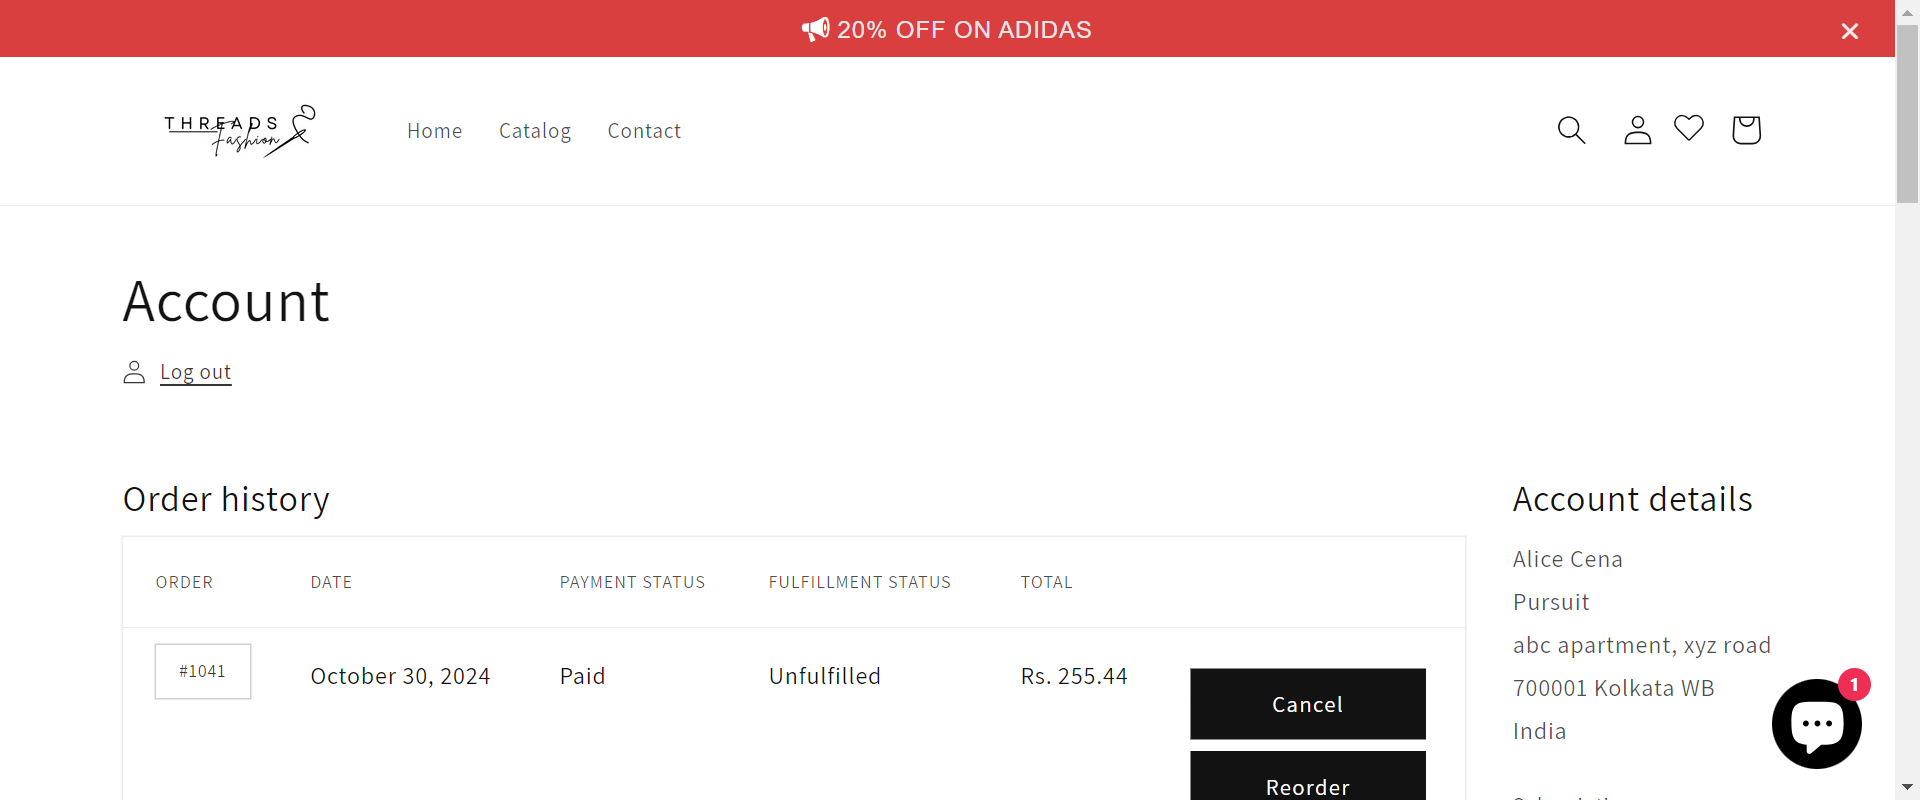 20% OFF ON ADIDAS
THREADS
Fashion
Home
Catalog
Contact
Account
Log out
Order history
ORDER
DATE
PAYMENT STATUS
FULFILLMENT STATUS
TOTAL
#1041
October 30, 2024
Paid
Unfulfilled
Rs. 255.44
Cancel
Reorder
Account details
Alice Cena
Pursuit
abc apartment, xyz road
700001 Kolkata WB
India
1